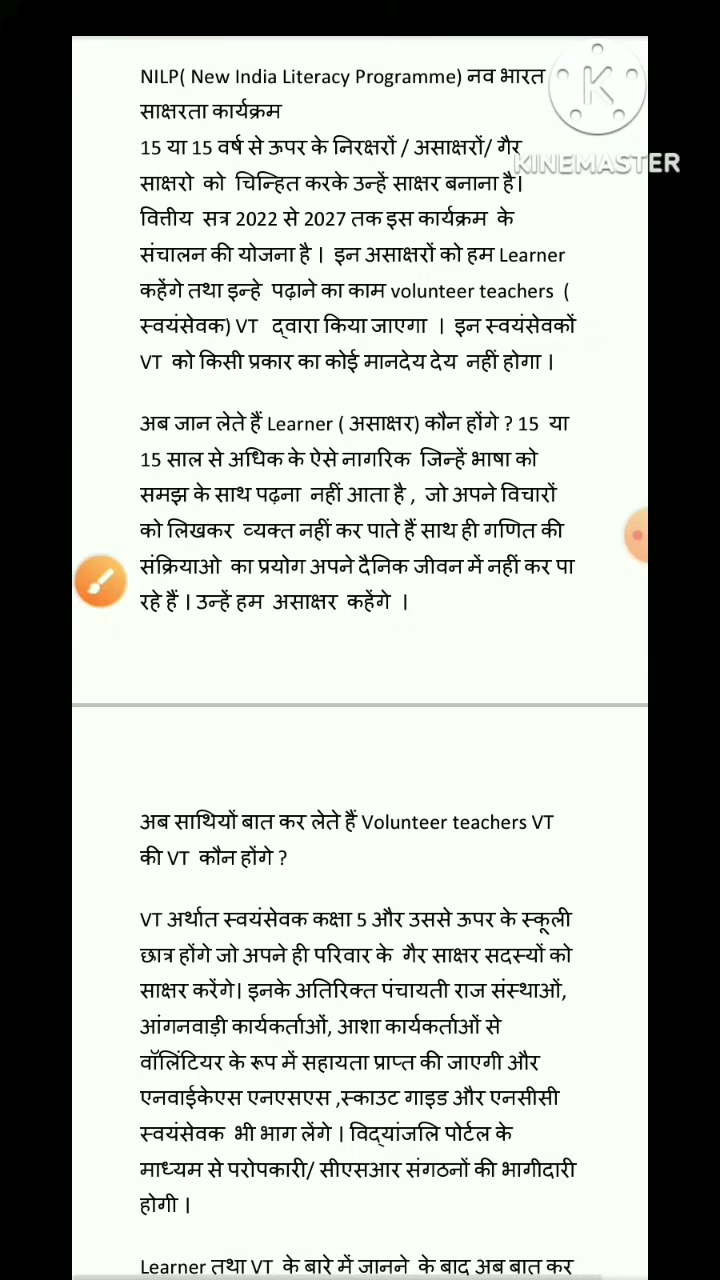 NILP( New India Literacy Programme) नव भारत
साक्षरता कार्यक्रम
15 या 15 वर्ष से ऊपर के निरक्षरों / असाक्षरों/ गैर
साक्षरो को चिन्हित करके उन्हें साक्षर बनाना है।
वित्तीय सत्र 2022 से 2027 तक इस कार्यक्रम के
संचालन की योजना है । इन असाक्षरों को हम Learner
कहेंगे तथा इन्हे पढ़ाने का काम volunteer teachers (
स्वयंसेवक) VT द्वारा किया जाएगा । इन स्वयंसेवकों
VT को किसी प्रकार का कोई मानदेय देय नहीं होगा ।
अब जान लेते हैं Learner ( असाक्षर) कौन होंगे ? 15 या
15 साल से अधिक के ऐसे नागरिक जिन्हें भाषा को
समझ के साथ पढ़ना नहीं आता है , जो अपने विचारों
को लिखकर व्यक्त नहीं कर पाते हैं साथ ही गणित की
संक्रियाओ का प्रयोग अपने दैनिक जीवन में नहीं कर पा
रहे हैं । उन्हें हम असाक्षर कहेंगे ।
अब साथियों बात कर लेते हैं Volunteer teachers VT
की VT कौन होंगे ?
VT अर्थात स्वयंसेवक कक्षा 5 और उससे ऊपर के स्कूली
छात्र होंगे जो अपने ही परिवार के गैर साक्षर सदस्यों को
साक्षर करेंगे। इनके अतिरिक्त पंचायती राज संस्थाओं,
आंगनवाड़ी कार्यकर्ताओं, आशा कार्यकर्ताओं से
वॉलिंटियर के रूप में सहायता प्राप्त की जाएगी और
एनवाईकेएस एनएसएस ,स्काउट गाइड और एनसीसी
स्वयंसेवक भी भाग लेंगे । विद्यांजलि पोर्टल के
माध्यम से परोपकारी/ सीएसआर संगठनों की भागीदारी
होगी ।
Learner तथा VT के बारे में जानने के बाद अब बात कर
K
KINEMASTER